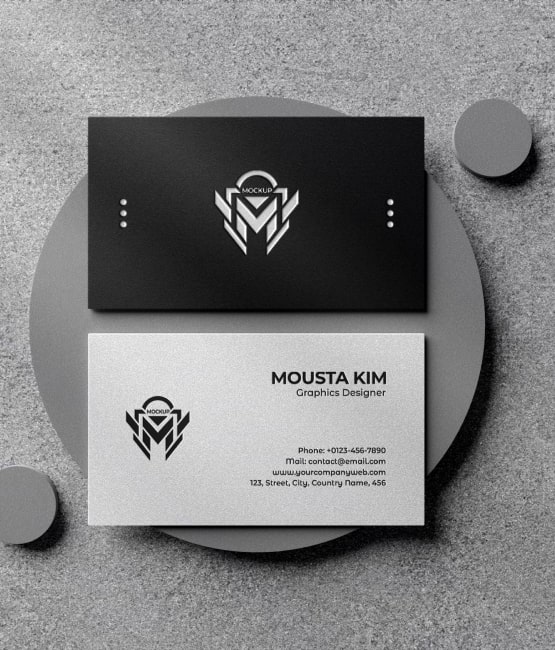 MOCKUP
MOCKUP
MOUSTA KIM
Graphics Designer
Phone: +0123-456-7890
Mail: contact@email.com
www.yourcompanyweb.com
123, Street, City, Country Name, 456